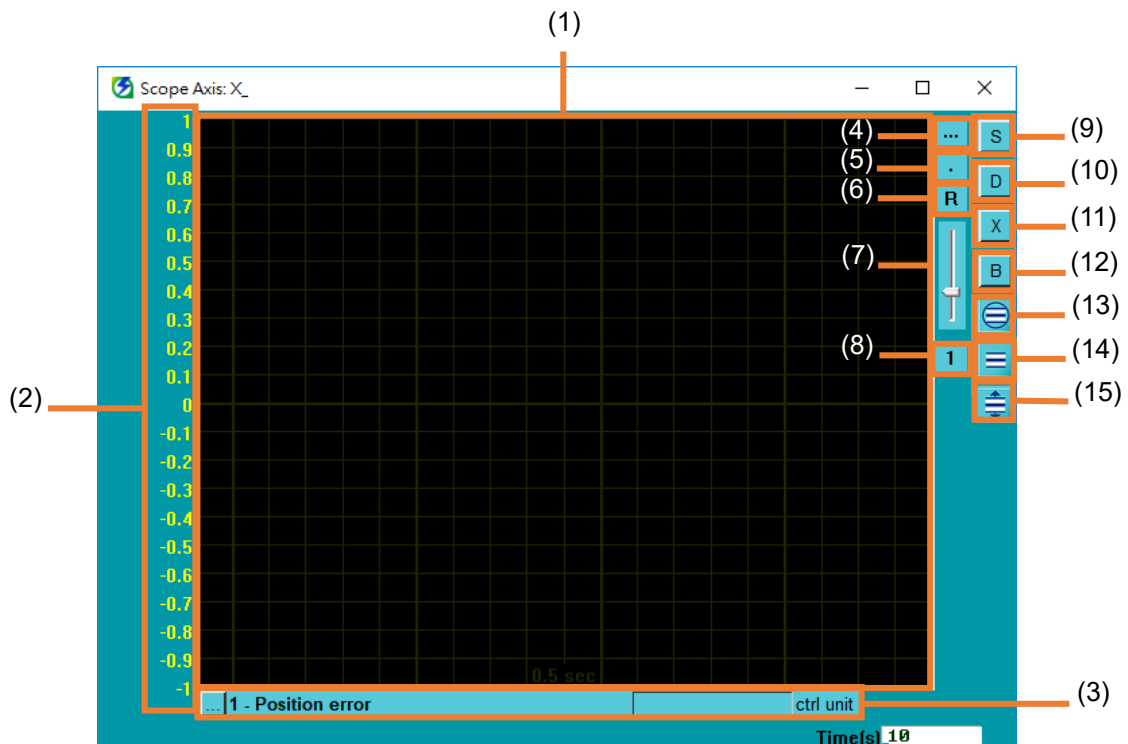 (1)
Scope Axis: X_
1
0.9
0.8
0.7
0.6
0.5
0.4
0.3
0.2
0.1
0
-0.1
-0.2
-0.3
-0.4
-0.5
-0.6
-0.7
-0.8
-0.9
-1
(2)
(4) ... S (9)
(5) . D (10)
(6) R
X (11)
(7)
B (12)
(13)
(8) 1 (14)
(15)
0.5 sec
... 1 - Position error ctrl unit (3)
Time(s) 10